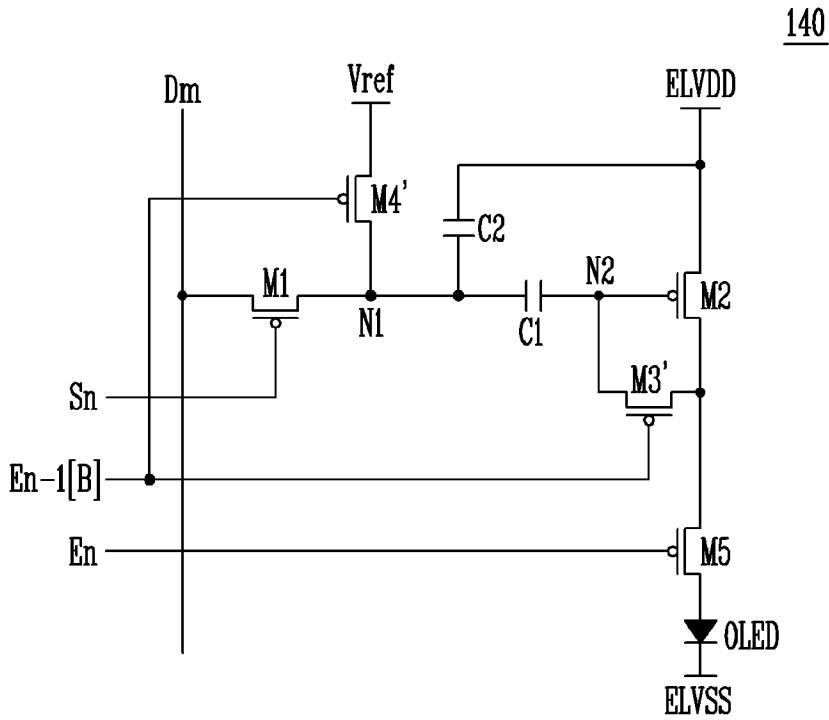 140
Dm
Vref
ELVDD
M4'
C2
M1
N2
M2
N1
C1
M3'
Sn
En-1[B]
En
M5
OLED
ELVSS